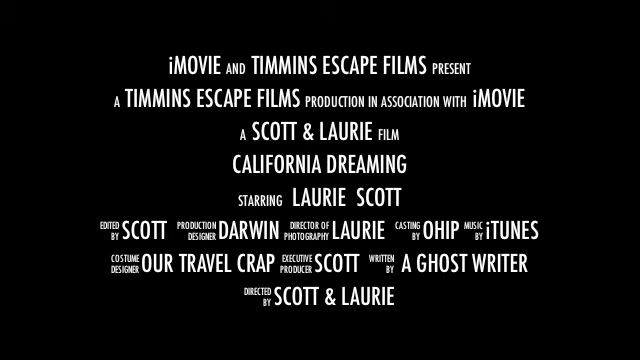 iMOVIE AND TIMMINS ESCAPE FILMS PRESENT
A TIMMINS ESCAPE FILMS PRODUCTION IN ASSOCIATION WITH iMOVIE
A SCOTT & LAURIE FILM
CALIFORNIA DREAMING
STARRING LAURIE SCOTT
EDITED BY SCOTT PRODUCTION DESIGNER DARWIN DIRECTOR OF PHOTOGRAPHY LAURIE CASTING BY OHIP MUSIC BY iTUNES
COSTUME DESIGNER OUR TRAVEL CRAP EXECUTIVE PRODUCER SCOTT WRITTEN BY A GHOST WRITER
DIRECTED BY SCOTT & LAURIE